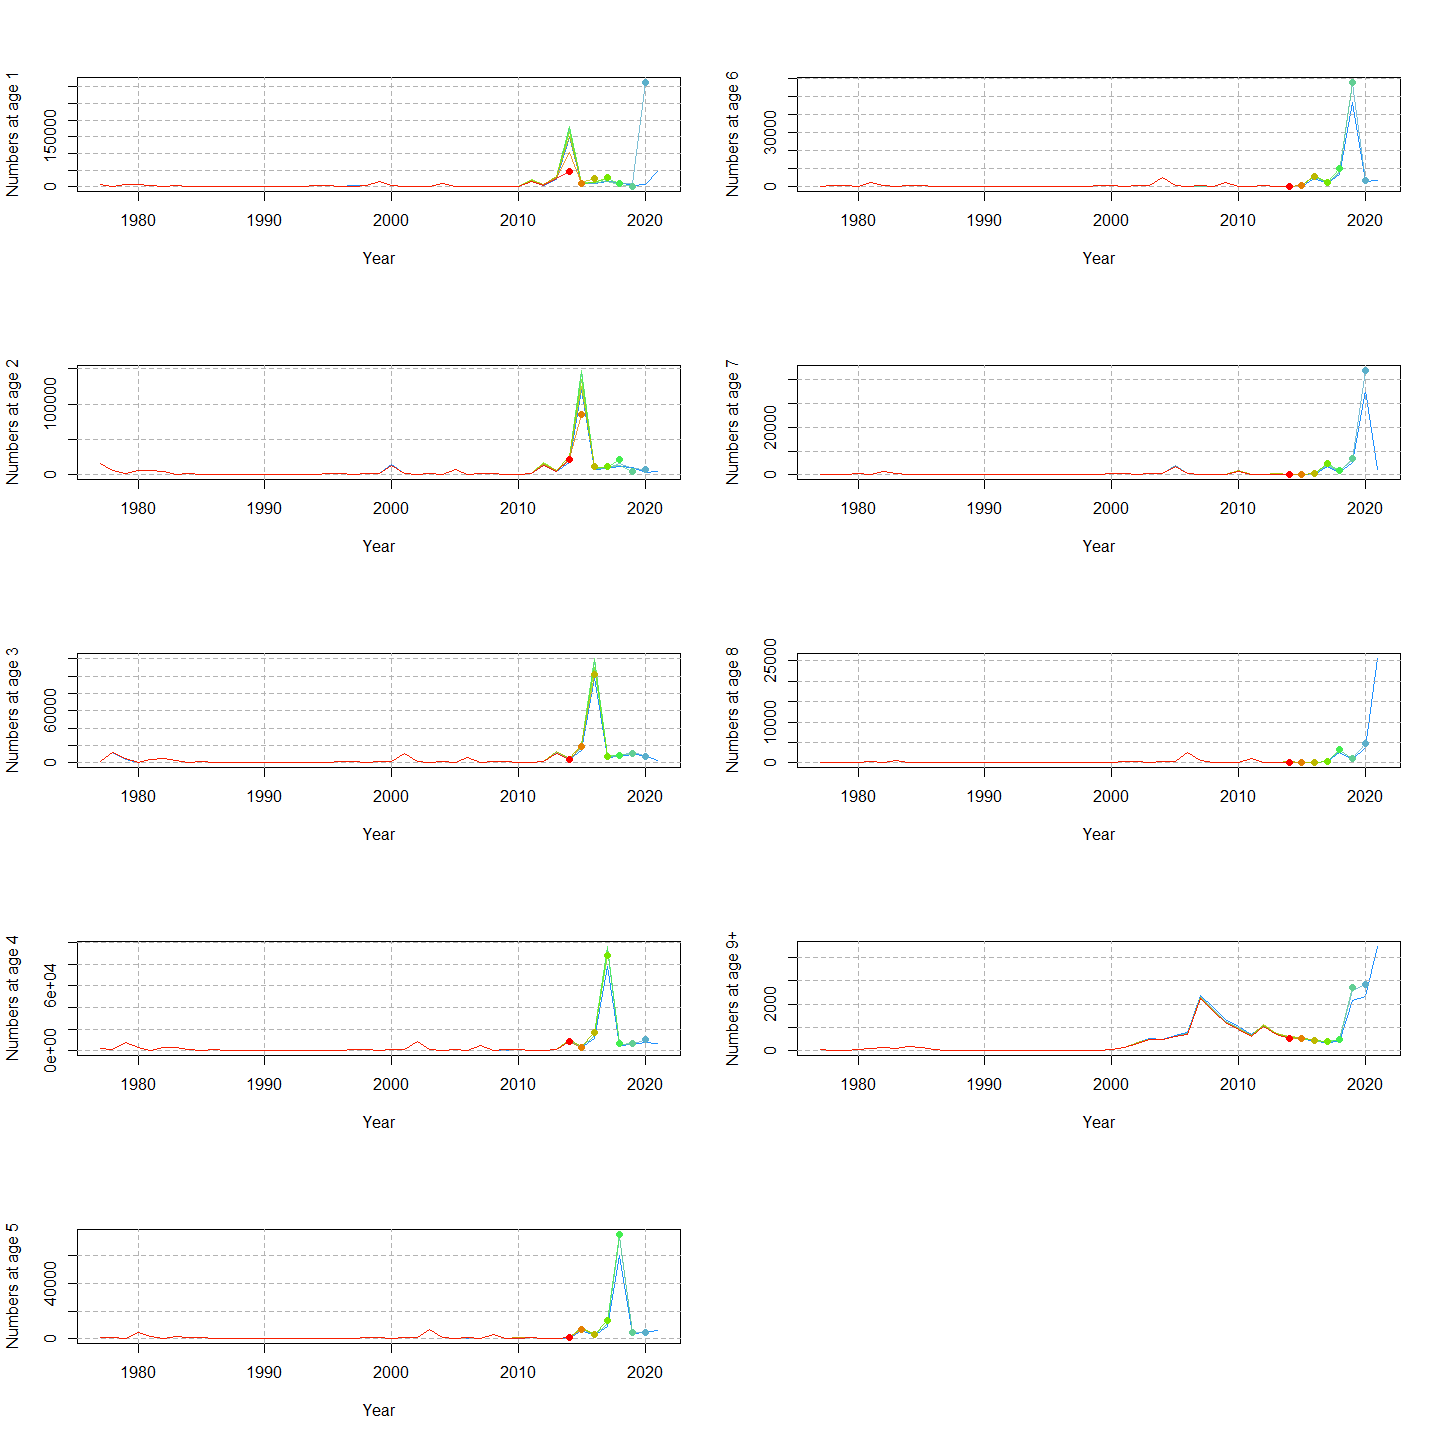 Numbers at age 1
0
150000
1980 1990 2000 2010 2020
Year
Numbers at age 6
0
30000
1980 1990 2000 2010 2020
Year
Numbers at age 2
0
100000
1980 1990 2000 2010 2020
Year
Numbers at age 7
0
20000
1980 1990 2000 2010 2020
Year
Numbers at age 3
0
60000
1980 1990 2000 2010 2020
Year
Numbers at age 8
0
10000
25000
1980 1990 2000 2010 2020
Year
Numbers at age 4
0e+00
6e+04
1980 1990 2000 2010 2020
Year
Numbers at age 9+
0
2000
1980 1990 2000 2010 2020
Year
Numbers at age 5
0
40000
1980 1990 2000 2010 2020
Year